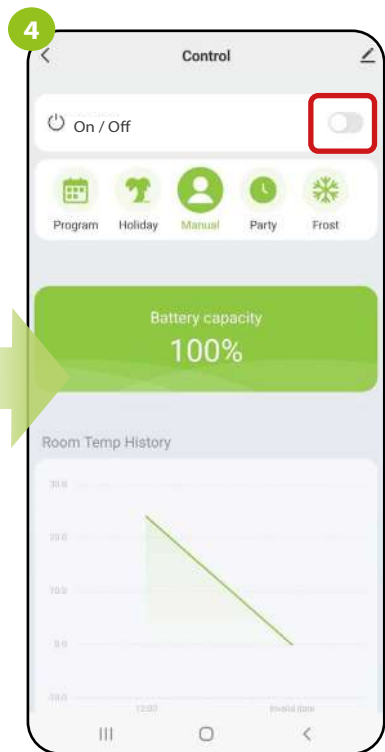 4
Control
On / Off
Program Holiday Manual Party Frost
Battery capacity
100%
Room Temp History
30.0
20.0
10.0
0.0
-10.0
12:00 Invalid date